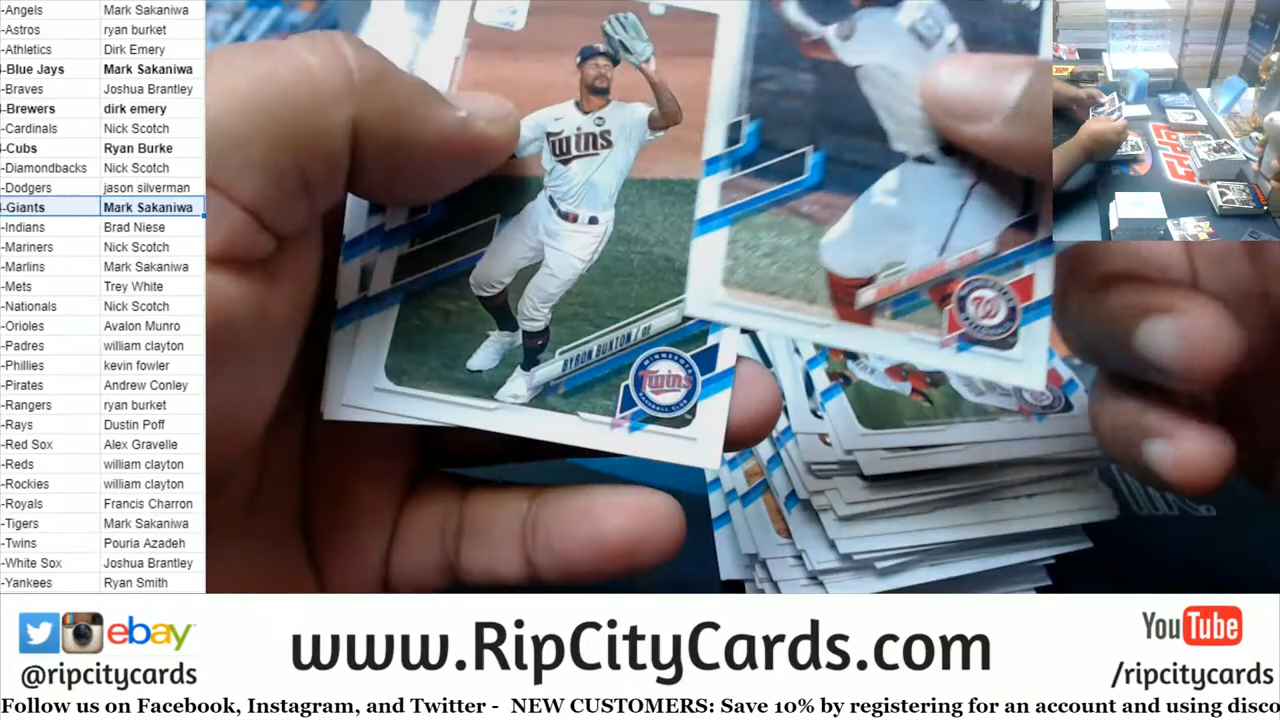 -Angels Mark Sakaniwa
-Astros ryan burket
-Athletics Dirk Emery
-Blue Jays Mark Sakaniwa
-Braves Joshua Brantley
-Brewers dirk emery
-Cardinals Nick Scotch
-Cubs Ryan Burke
-Diamondbacks Nick Scotch
-Dodgers jason silverman
-Giants Mark Sakaniwa
-Indians Brad Niese
-Mariners Nick Scotch
-Marlins Mark Sakaniwa
-Mets Trey White
-Nationals Nick Scotch
-Orioles Avalon Munro
-Padres william clayton
-Phillies kevin fowler
-Pirates Andrew Conley
-Rangers ryan burket
-Rays Dustin Poff
-Red Sox Alex Gravelle
-Reds william clayton
-Rockies william clayton
-Royals Francis Charron
-Tigers Mark Sakaniwa
-Twins Pouria Azadeh
-White Sox Joshua Brantley
-Yankees Ryan Smith
Twins
BYRON BUXTON / OF
MINNESOTA
Twins
BASEBALL CLUB
W
TOPPS
ebay
@ripcitycards
www.RipCityCards.com
YouTube
/ripcitycards
Follow us on Facebook, Instagram, and Twitter - NEW CUSTOMERS: Save 10% by registering for an account and using disco